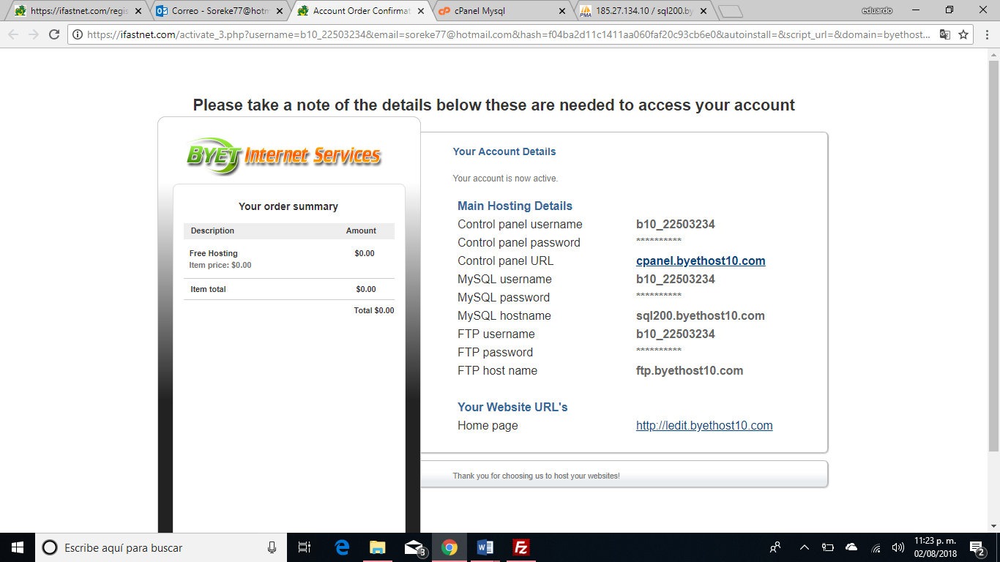 https://ifastnet.com/regis
Correo - Soreke77@hotm
Account Order Confirmat
cPanel Mysql
185.27.134.10 / sql200.by
eduardo
https://ifastnet.com/activate_3.php?username=b10_22503234&email=soreke77@hotmail.com&hash=f04ba2d11c1411aa060faf20c93cb6e0&autoinstall=&script_url=&domain=byethost...
Please take a note of the details below these are needed to access your account
BYET Internet Services
Your order summary
Description Amount
Free Hosting $0.00
Item price: $0.00
Item total $0.00
Total $0.00
Your Account Details
Your account is now active.
Main Hosting Details
Control panel username b10_22503234
Control panel password **********
Control panel URL cpanel.byethost10.com
MySQL username b10_22503234
MySQL password **********
MySQL hostname sql200.byethost10.com
FTP username b10_22503234
FTP password **********
FTP host name ftp.byethost10.com
Your Website URL's
Home page http://ledit.byethost10.com
Thank you for choosing us to host your websites!
Escribe aquí para buscar
3
11:23 p. m.
02/08/2018
2